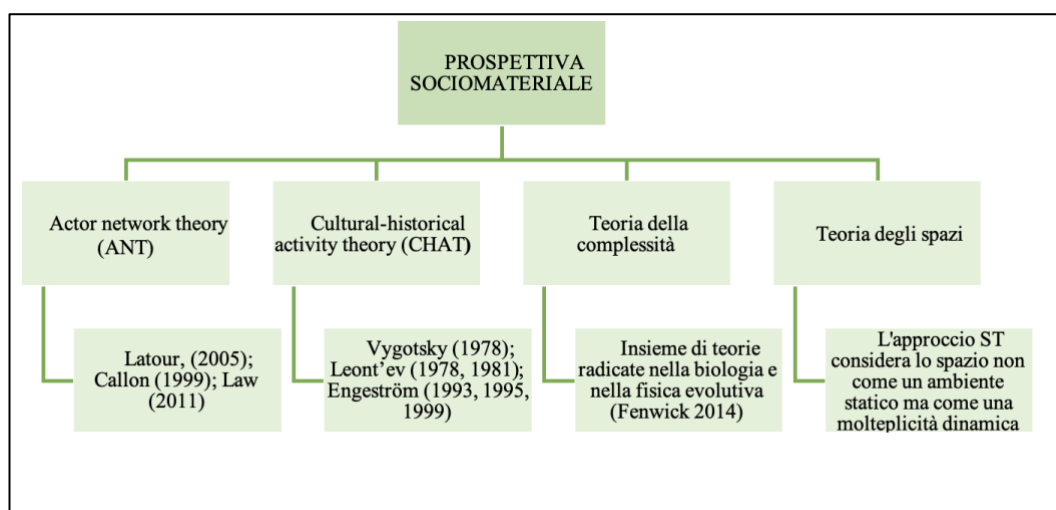 PROSPETTIVA
SOCIOMATERIALE
Actor network theory
(ANT)
Cultural-historical
activity theory (CHAT)
Teoria della
complessità
Teoria degli spazi
Latour, (2005);
Callon (1999); Law
(2011)
Vygotsky (1978);
Leont’ev (1978, 1981);
Engeström (1993, 1995,
1999)
Insieme di teorie
radicate nella biologia e
nella fisica evolutiva
(Fenwick 2014)
L'approccio ST
considera lo spazio non
come un ambiente
statico ma come una
molteplicità dinamica